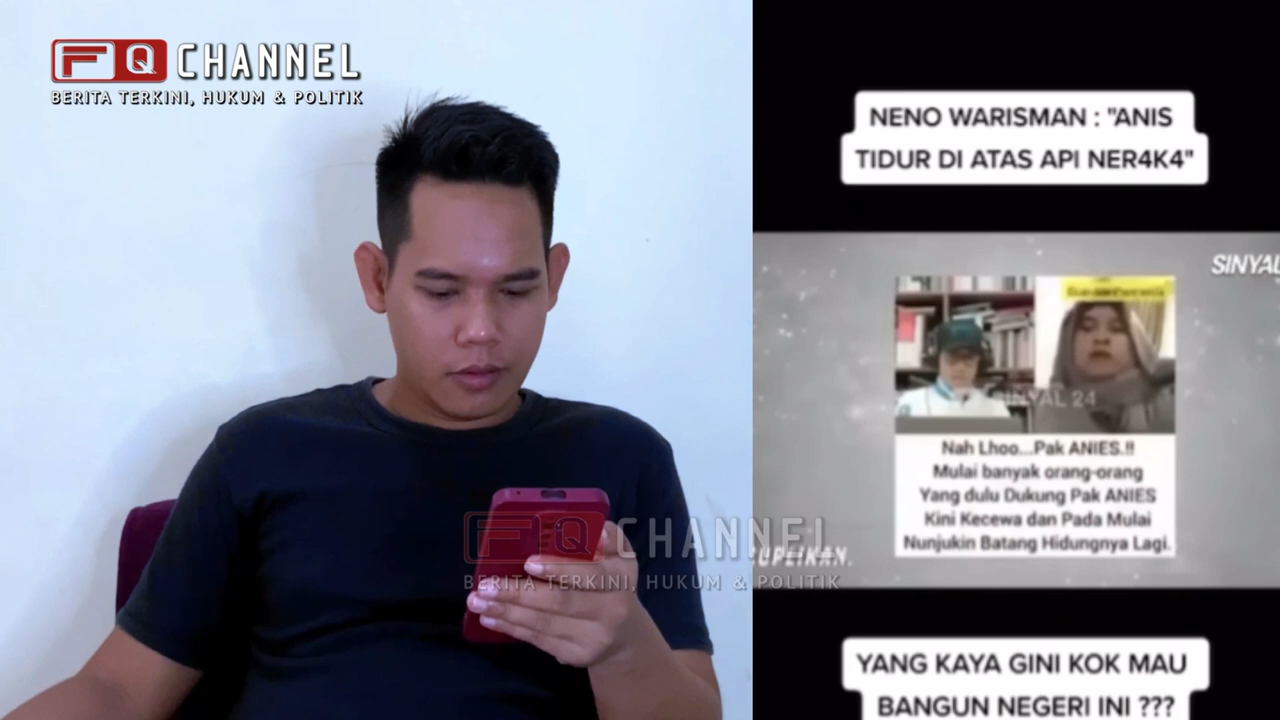 FQ CHANNEL
BERITA TERKINI, HUKUM & POLITIK
NENO WARISMAN : "ANIS
TIDUR DI ATAS API NER4K4"
SINYAL
SINYAL 24
Nah Lhoo...Pak ANIES.!!
Mulai banyak orang-orang
Yang dulu Dukung Pak ANIES
Kini Kecewa dan Pada Mulai
Nunjukin Batang Hidungnya Lagi.
FQ CHANNEL
BERITA TERKINI, HUKUM & POLITIK
YANG KAYA GINI KOK MAU
BANGUN NEGERI INI ???